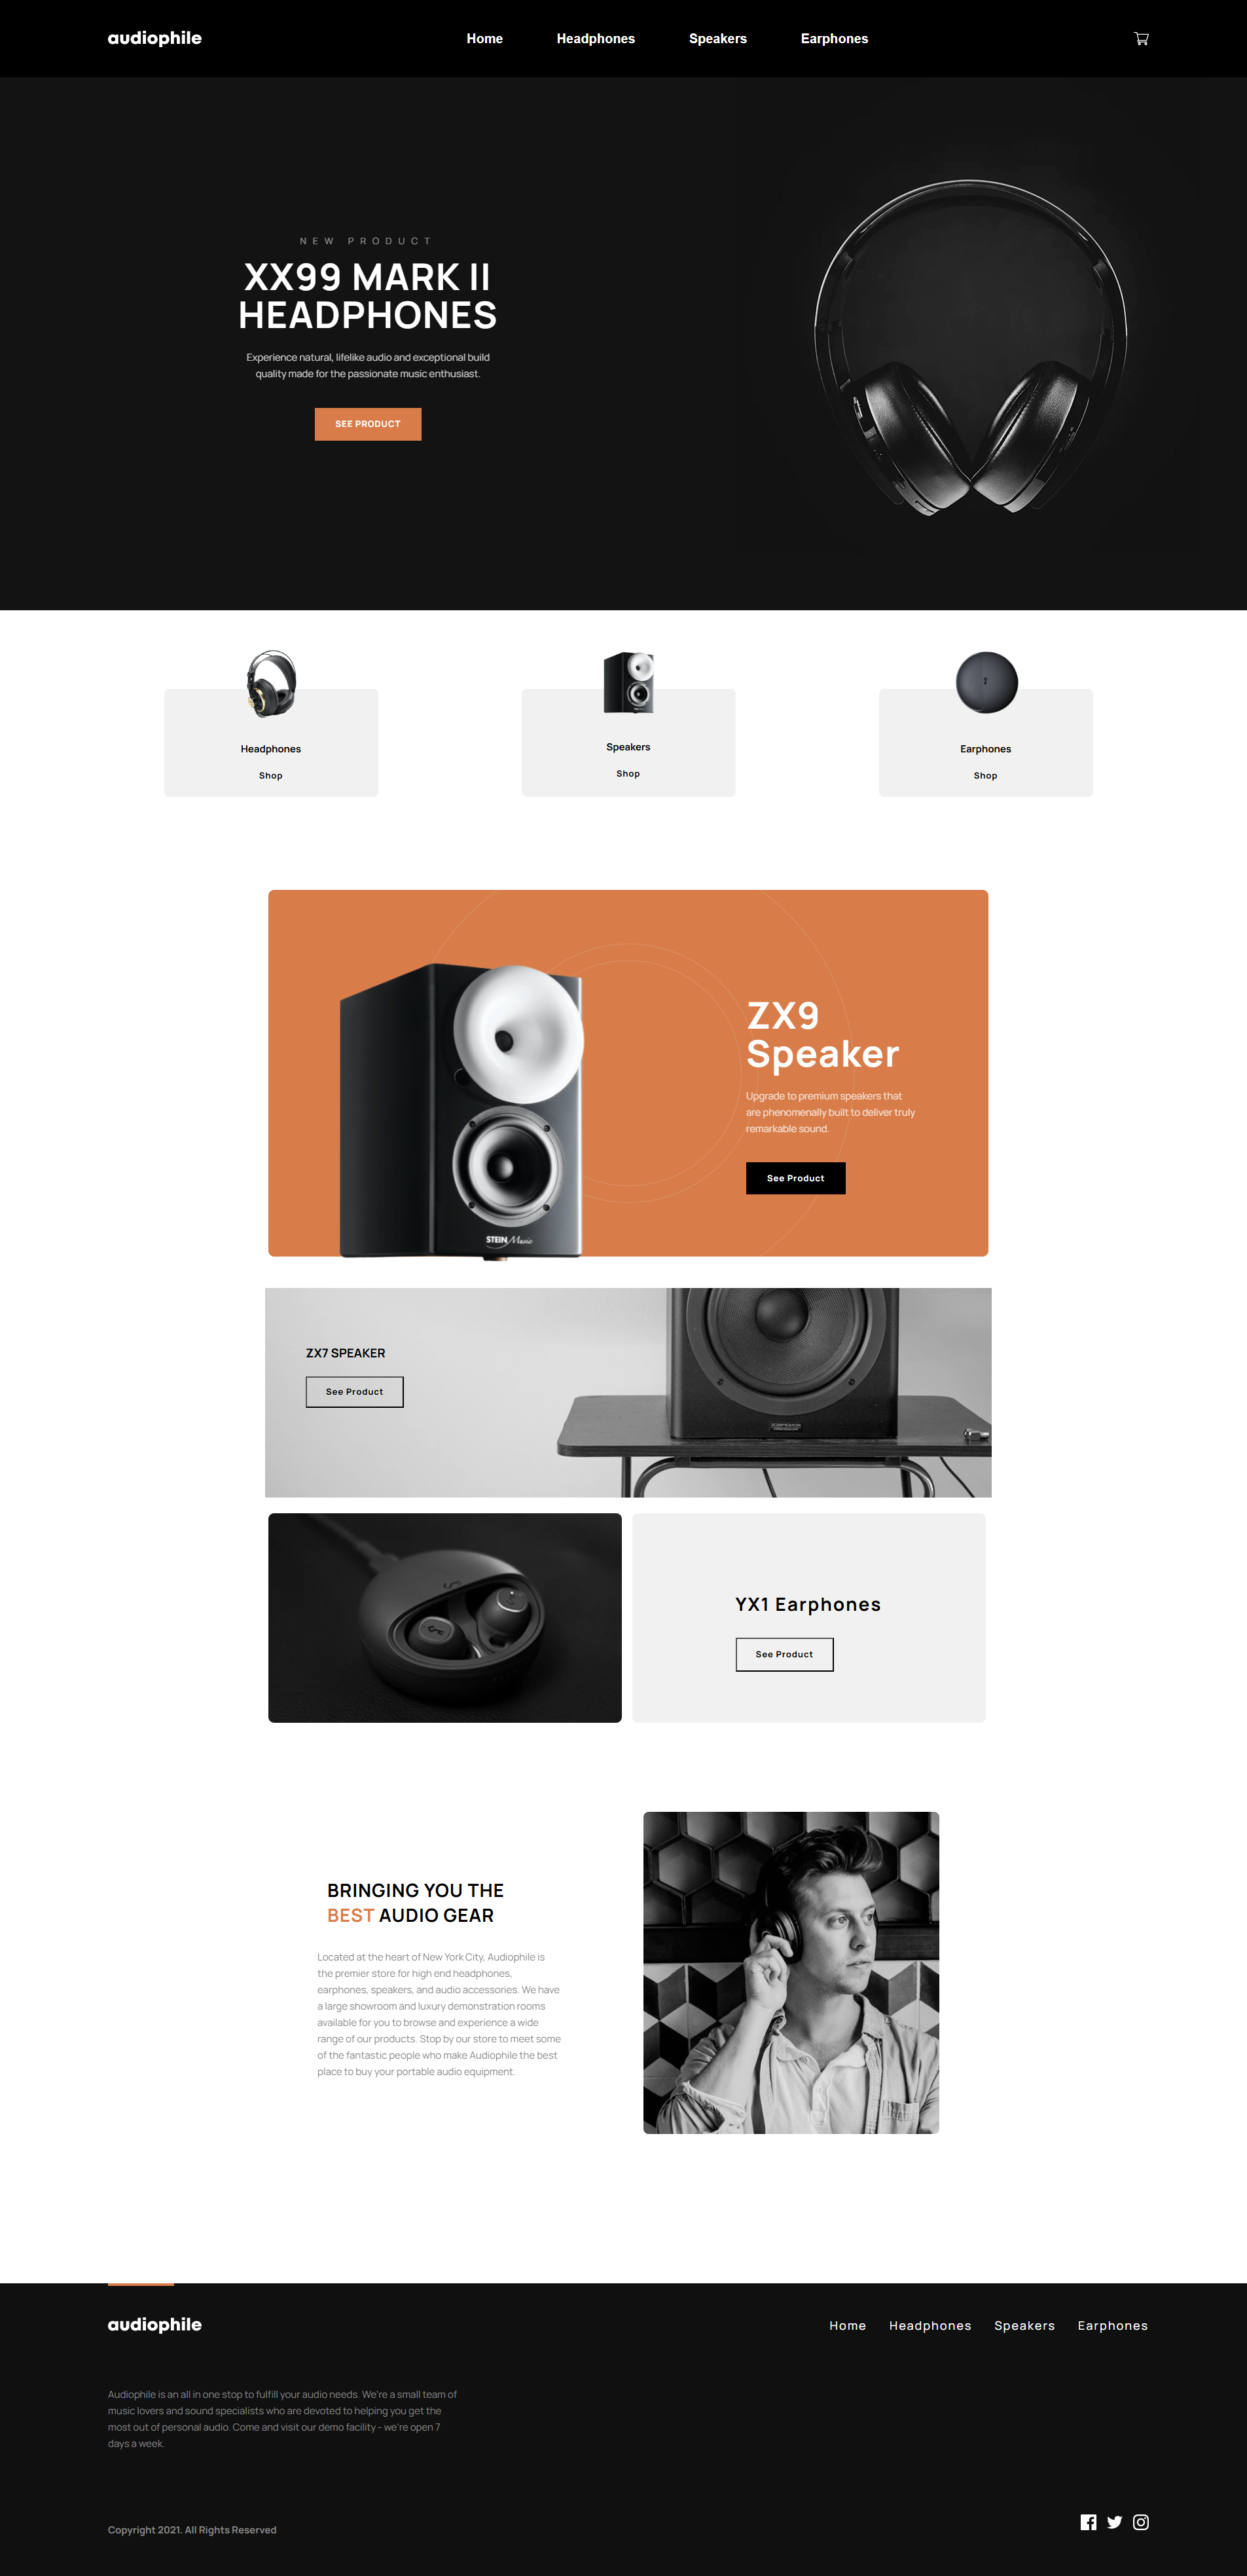 audiophile
Home Headphones Speakers Earphones
NEW PRODUCT
XX99 MARK II
HEADPHONES
Experience natural, lifelike audio and exceptional build
quality made for the passionate music enthusiast.
SEE PRODUCT
Headphones
Shop
Speakers
Shop
Earphones
Shop
ZX9
Speaker
Upgrade to premium speakers that
are phenomenally built to deliver truly
remarkable sound.
See Product
STEIN Music
ZX7 SPEAKER
See Product
YX1 Earphones
See Product
BRINGING YOU THE
BEST AUDIO GEAR
Located at the heart of New York City, Audiophile is
the premier store for high end headphones,
earphones, speakers, and audio accessories. We have
a large showroom and luxury demonstration rooms
available for you to browse and experience a wide
range of our products. Stop by our store to meet some
of the fantastic people who make Audiophile the best
place to buy your portable audio equipment.
audiophile
Home Headphones Speakers Earphones
Audiophile is an all in one stop to fulfill your audio needs. We're a small team of
music lovers and sound specialists who are devoted to helping you get the
most out of personal audio. Come and visit our demo facility - we're open 7
days a week.
Copyright 2021. All Rights Reserved